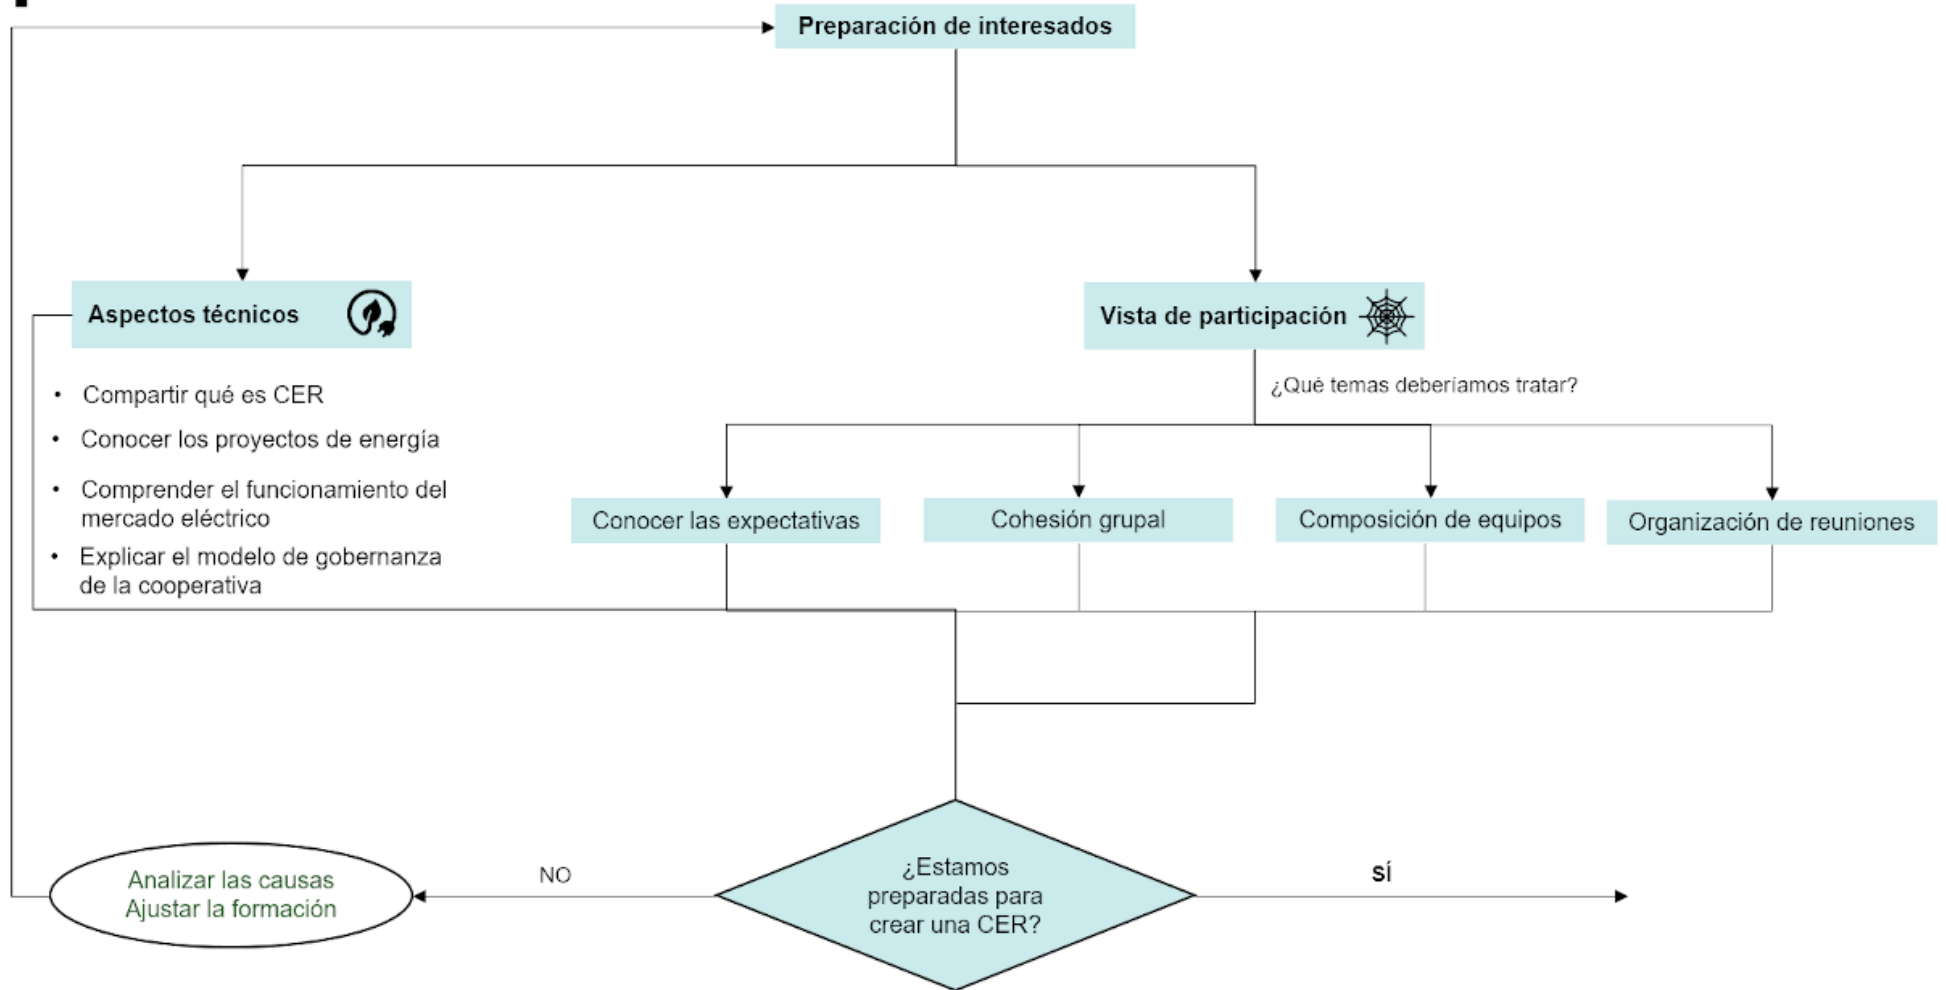 Preparación de interesados
Aspectos técnicos
Vista de participación
• Compartir qué es CER
• Conocer los proyectos de energía
• Comprender el funcionamiento del
mercado eléctrico
• Explicar el modelo de gobernanza
de la cooperativa
¿Qué temas deberíamos tratar?
Conocer las expectativas
Cohesión grupal
Composición de equipos
Organización de reuniones
Analizar las causas
Ajustar la formación
NO
¿Estamos
preparadas para
crear una CER?
SÍ